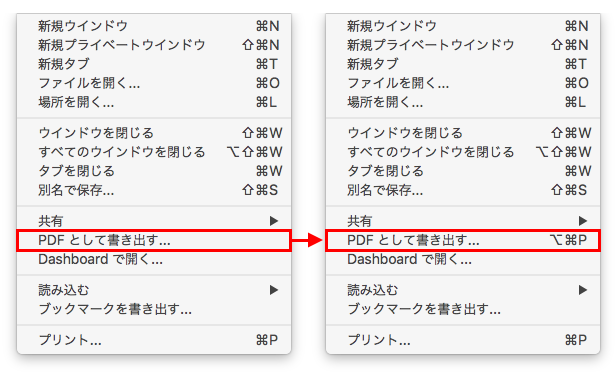 新規ウインドウ ⌘N
新規プライベートウインドウ ⇧⌘N
新規タブ ⌘T
ファイルを開く... ⌘O
場所を開く... ⌘L
ウインドウを閉じる ⇧⌘W
すべてのウインドウを閉じる ⌥⇧⌘W
タブを閉じる ⌘W
別名で保存... ⇧⌘S
共有 ▶
PDF として書き出す...
Dashboard で開く...
読み込む ▶
ブックマークを書き出す...
プリント... ⌘P
新規ウインドウ ⌘N
新規プライベートウインドウ ⇧⌘N
新規タブ ⌘T
ファイルを開く... ⌘O
場所を開く... ⌘L
ウインドウを閉じる ⇧⌘W
すべてのウインドウを閉じる ⌥⇧⌘W
タブを閉じる ⌘W
別名で保存... ⇧⌘S
共有 ▶
PDF として書き出す... ⌥⌘P
Dashboard で開く...
読み込む ▶
ブックマークを書き出す...
プリント... ⌘P